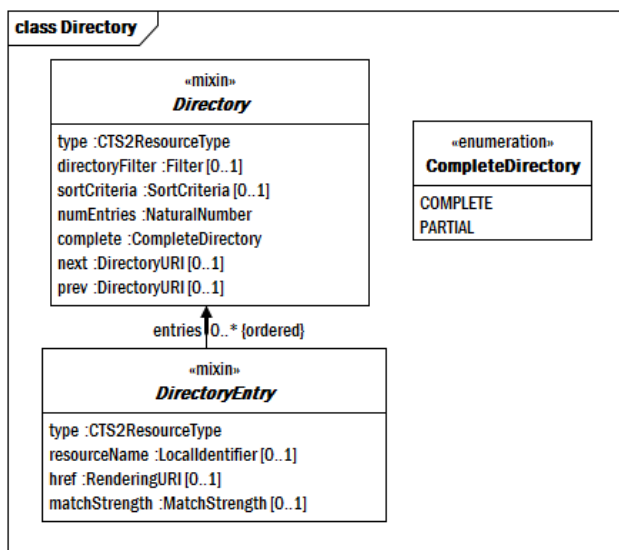 class Directory
«mixin»
Directory
type :CTS2ResourceType
directoryFilter :Filter [0..1]
sortCriteria :SortCriteria [0..1]
numEntries :NaturalNumber
complete :CompleteDirectory
next :DirectoryURI [0..1]
prev :DirectoryURI [0..1]
«enumeration»
CompleteDirectory
COMPLETE
PARTIAL
entries 0..* {ordered}
«mixin»
DirectoryEntry
type :CTS2ResourceType
resourceName :LocalIdentifier [0..1]
href :RenderingURI [0..1]
matchStrength :MatchStrength [0..1]